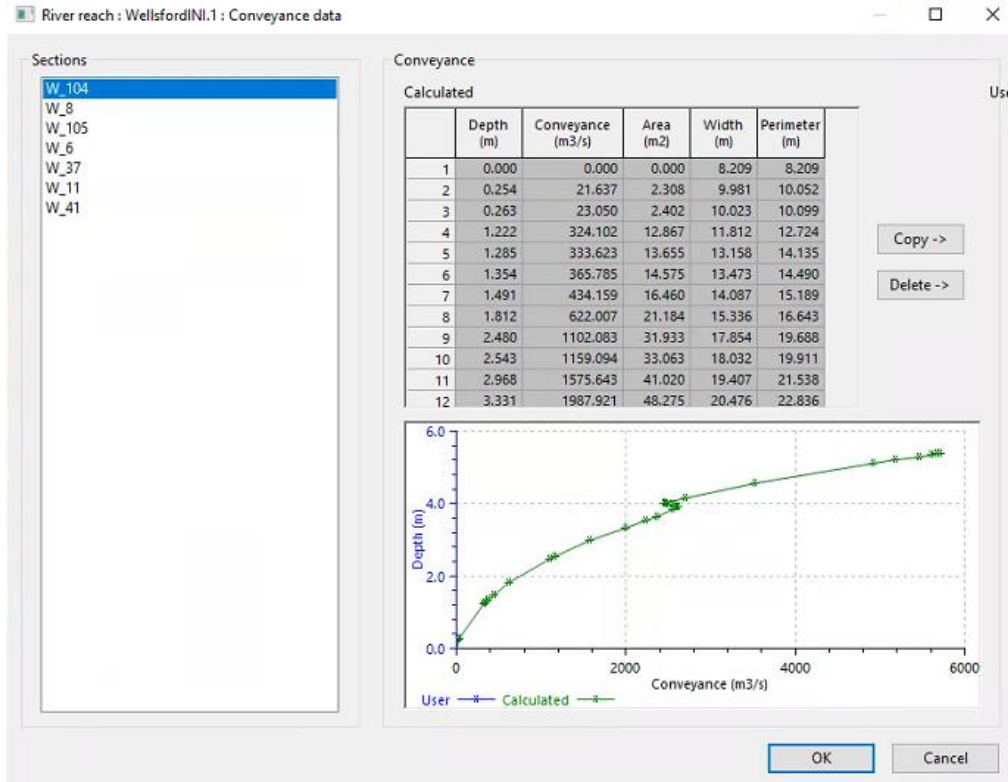 River reach : WellsfordINI.1 : Conveyance data
Sections
W_104
W_8
W_105
W_6
W_37
W_11
W_41
Conveyance
Calculated
Use
Depth (m) Conveyance (m3/s) Area (m2) Width (m) Perimeter (m)
1 0.000 0.000 0.000 8.209 8.209
2 0.254 21.637 2.308 9.981 10.052
3 0.263 23.050 2.402 10.023 10.099
4 1.222 324.102 12.867 11.812 12.724
5 1.285 333.623 13.655 13.158 14.135
6 1.354 365.785 14.575 13.473 14.490
7 1.491 434.159 16.460 14.087 15.189
8 1.812 622.007 21.184 15.336 16.643
9 2.480 1102.083 31.933 17.854 19.688
10 2.543 1159.094 33.063 18.032 19.911
11 2.968 1575.643 41.020 19.407 21.538
12 3.331 1987.921 48.275 20.476 22.836
Copy ->
Delete ->
6.0
4.0
2.0
0.0
Depth (m)
0 2000 4000 6000
Conveyance (m3/s)
User Calculated
OK Cancel